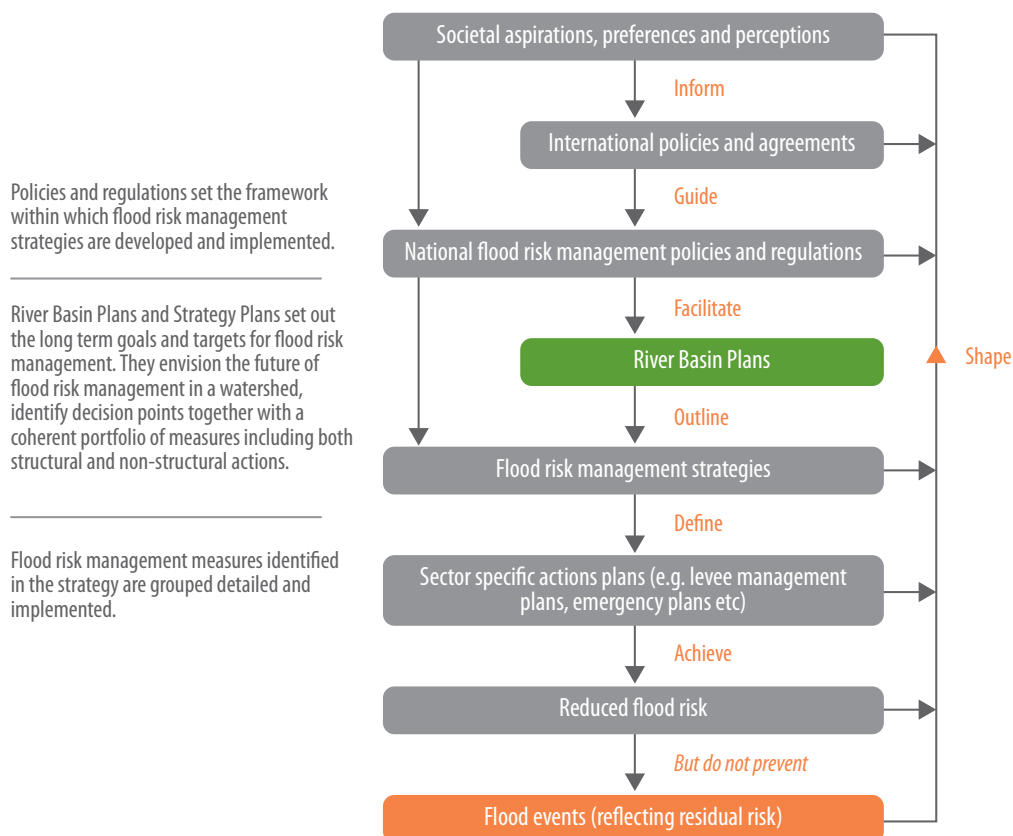 Societal aspirations, preferences and perceptions
Inform
International policies and agreements
Policies and regulations set the framework
within which flood risk management
strategies are developed and implemented.
Guide
National flood risk management policies and regulations
Facilitate
River Basin Plans and Strategy Plans set out
the long term goals and targets for flood risk
management. They envision the future of
flood risk management in a watershed,
identify decision points together with a
coherent portfolio of measures including both
structural and non-structural actions.
River Basin Plans
Shape
Outline
Flood risk management strategies
Define
Flood risk management measures identified
in the strategy are grouped detailed and
implemented.
Sector specific actions plans (e.g. levee management
plans, emergency plans etc)
Achieve
Reduced flood risk
But do not prevent
Flood events (reflecting residual risk)